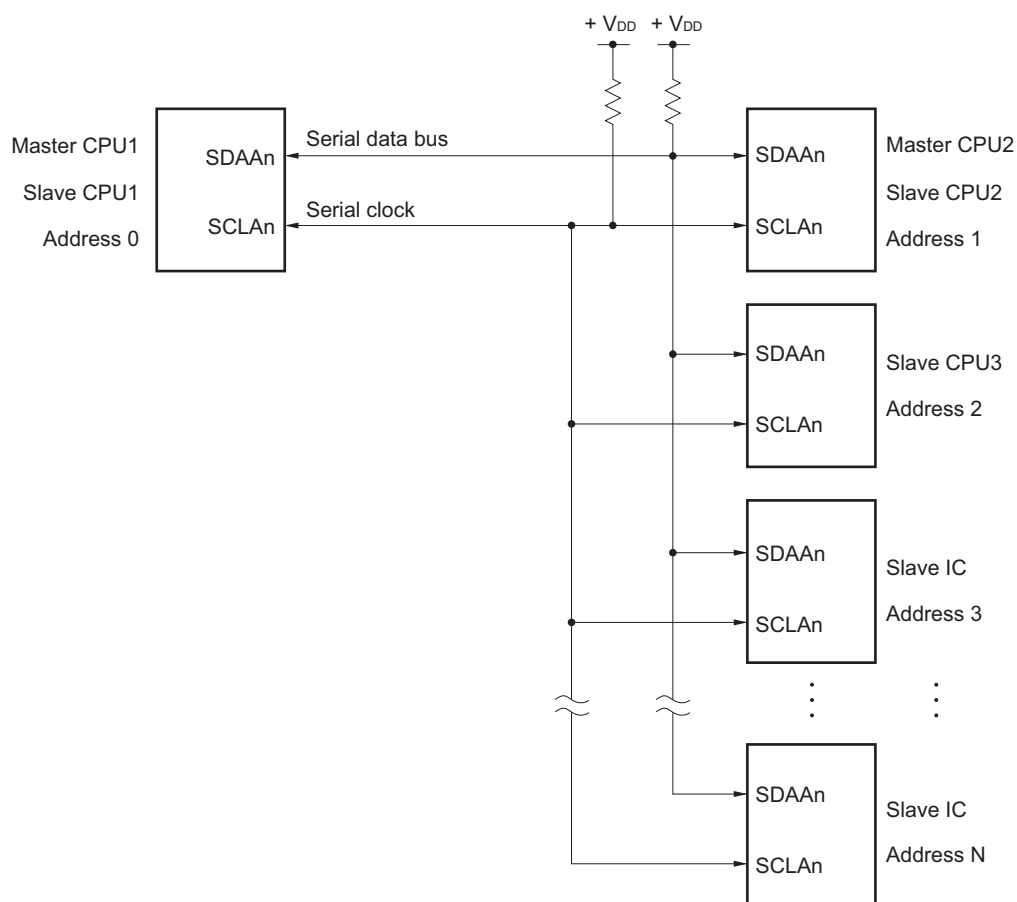 + VDD + VDD
Master CPU1
Slave CPU1
Address 0
SDAAn
SCLAn
Serial data bus
Serial clock
SDAAn
SCLAn
Master CPU2
Slave CPU2
Address 1
SDAAn
SCLAn
Slave CPU3
Address 2
SDAAn
SCLAn
Slave IC
Address 3
SDAAn
SCLAn
Slave IC
Address N